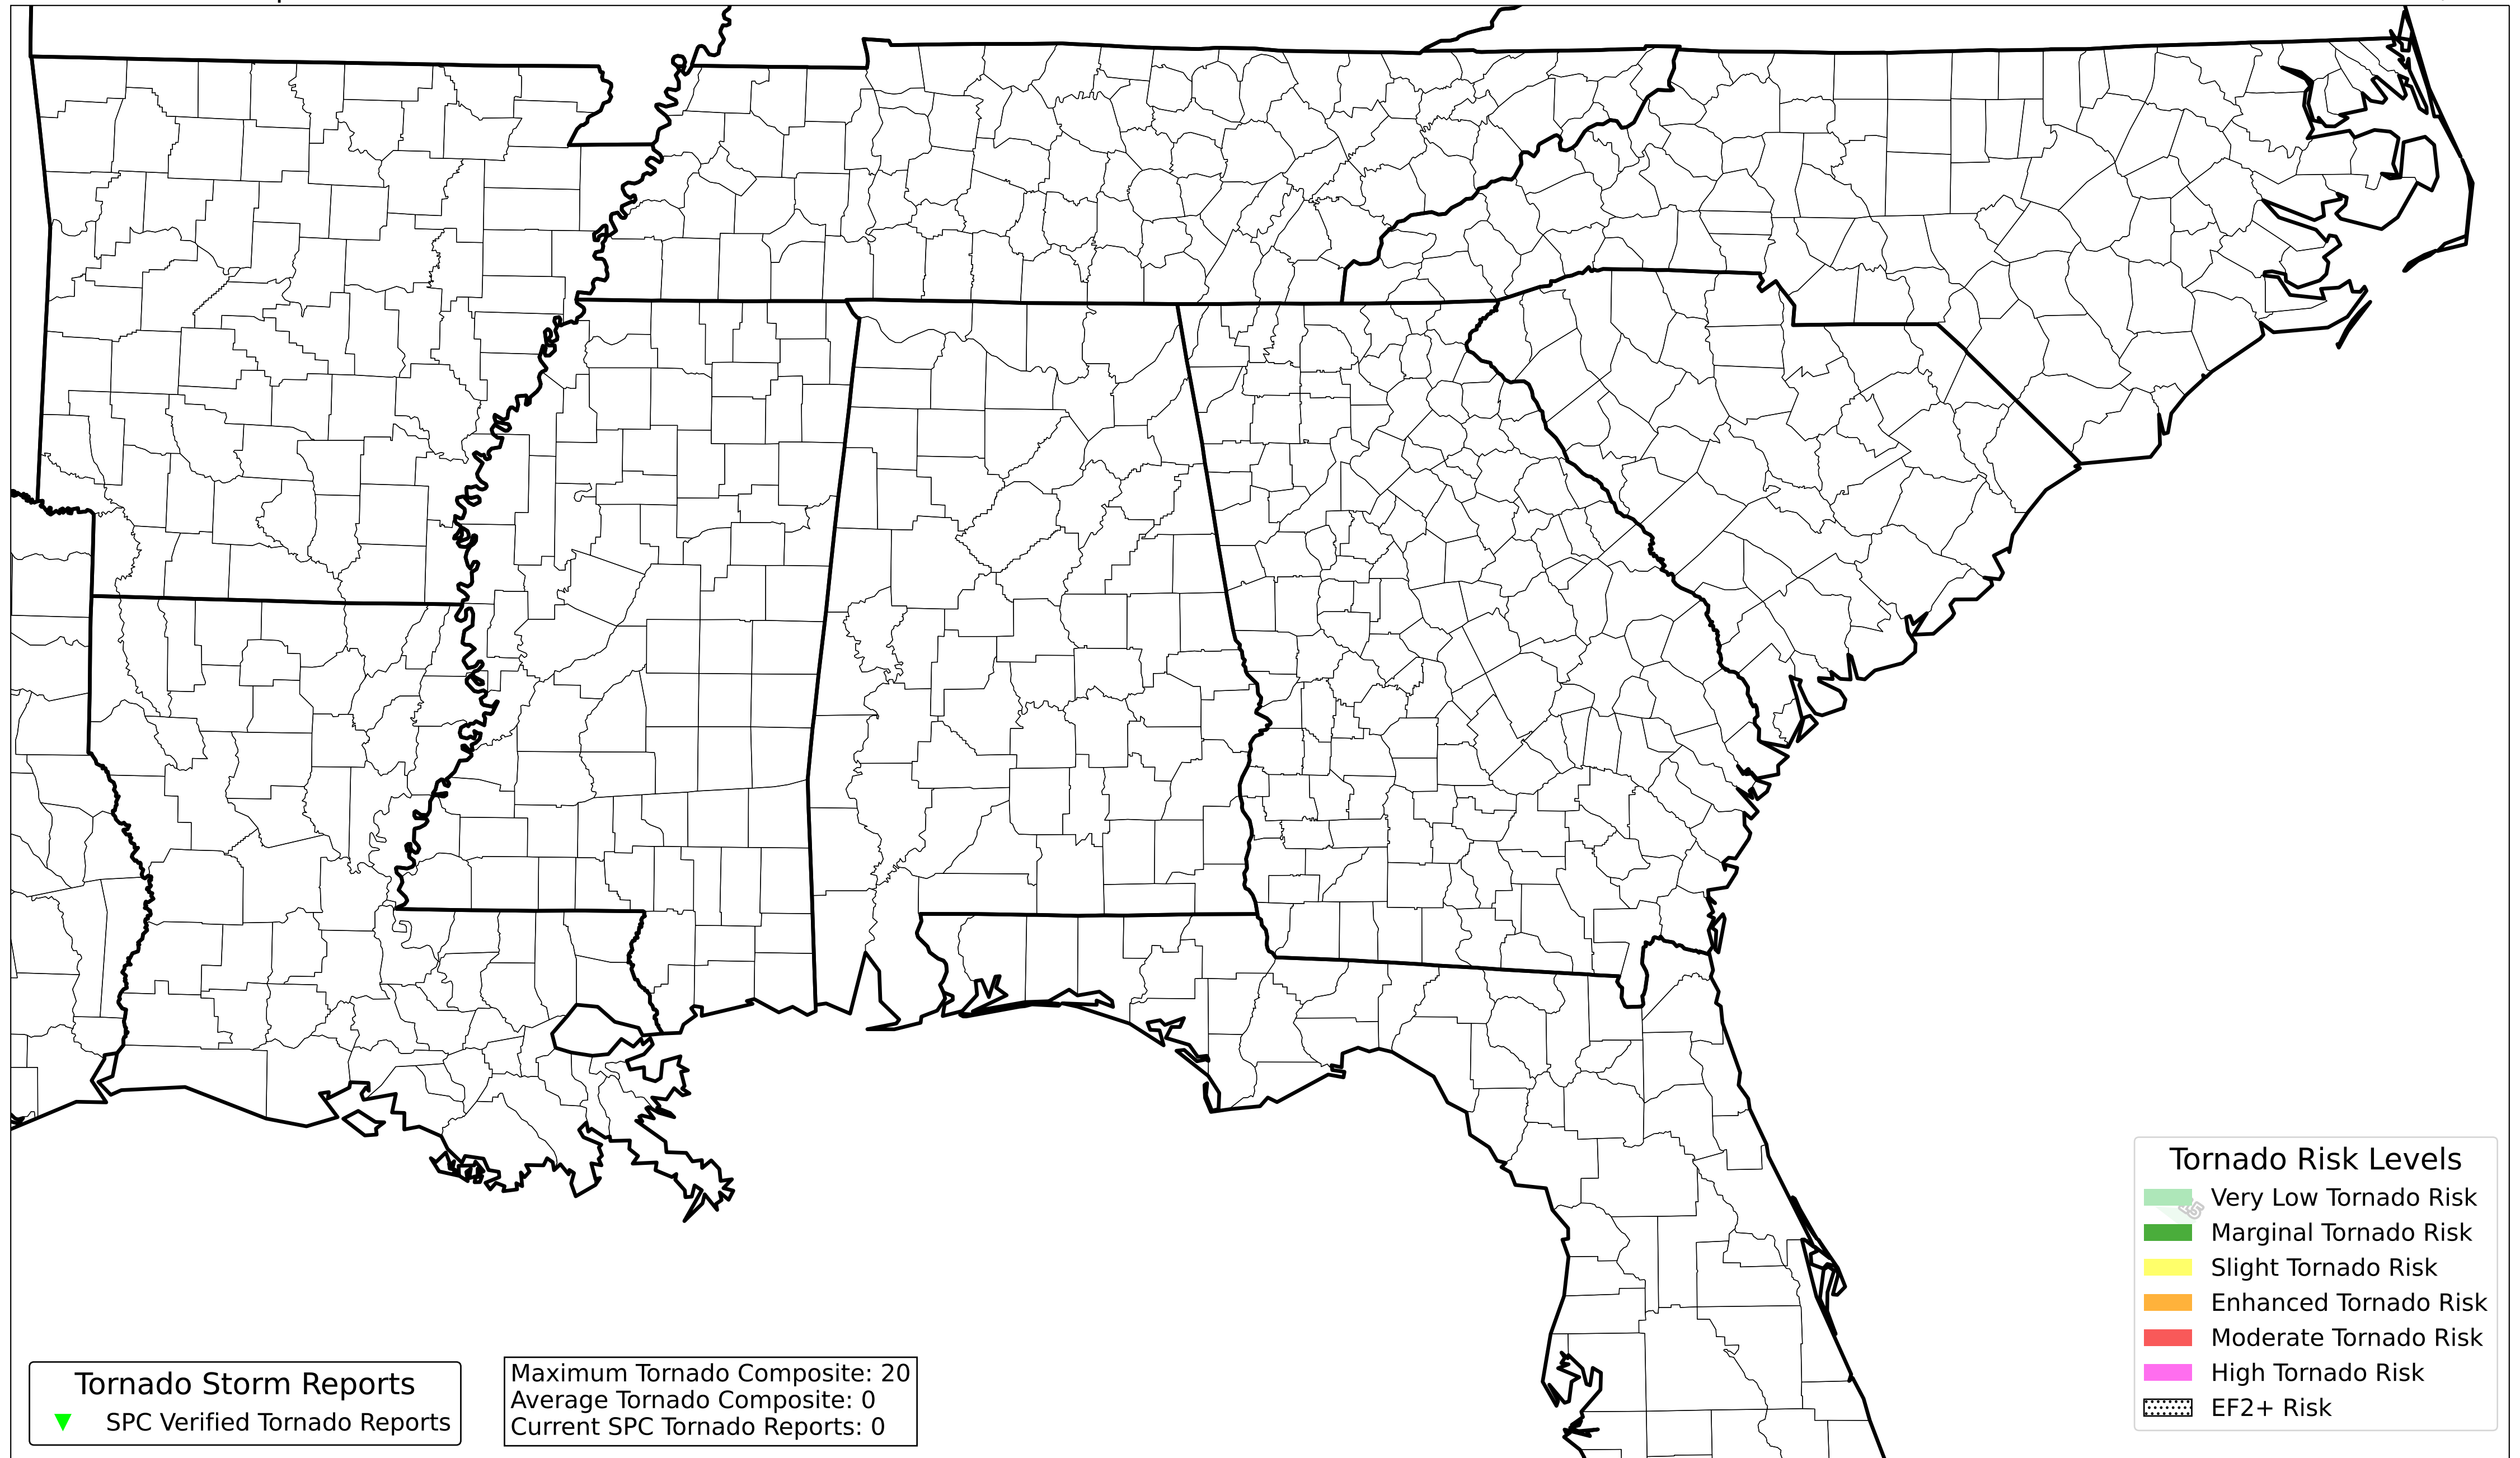 Tornado Risk Levels
Very Low Tornado Risk
Marginal Tornado Risk
Slight Tornado Risk
Enhanced Tornado Risk
Moderate Tornado Risk
High Tornado Risk
EF2+ Risk
Tornado Storm Reports
SPC Verified Tornado Reports
Maximum Tornado Composite: 20
Average Tornado Composite: 0
Current SPC Tornado Reports: 0
15